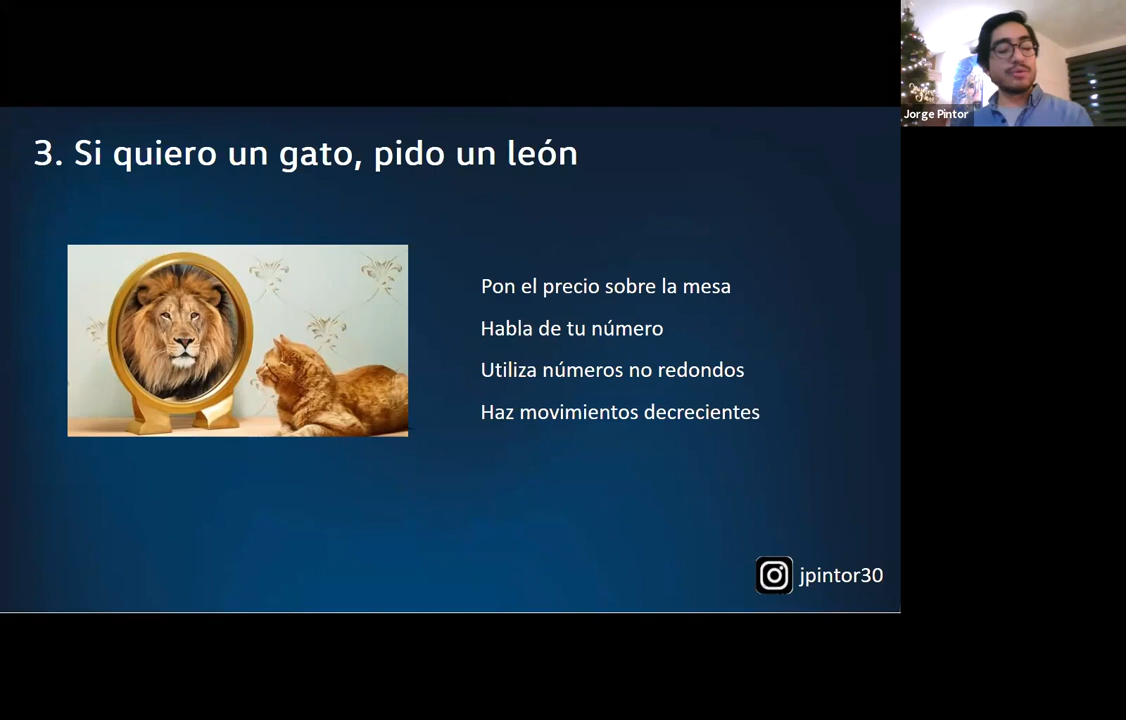 Jorge Pintor
3. Si quiero un gato, pido un león
Pon el precio sobre la mesa
Habla de tu número
Utiliza números no redondos
Haz movimientos decrecientes
jpintor30